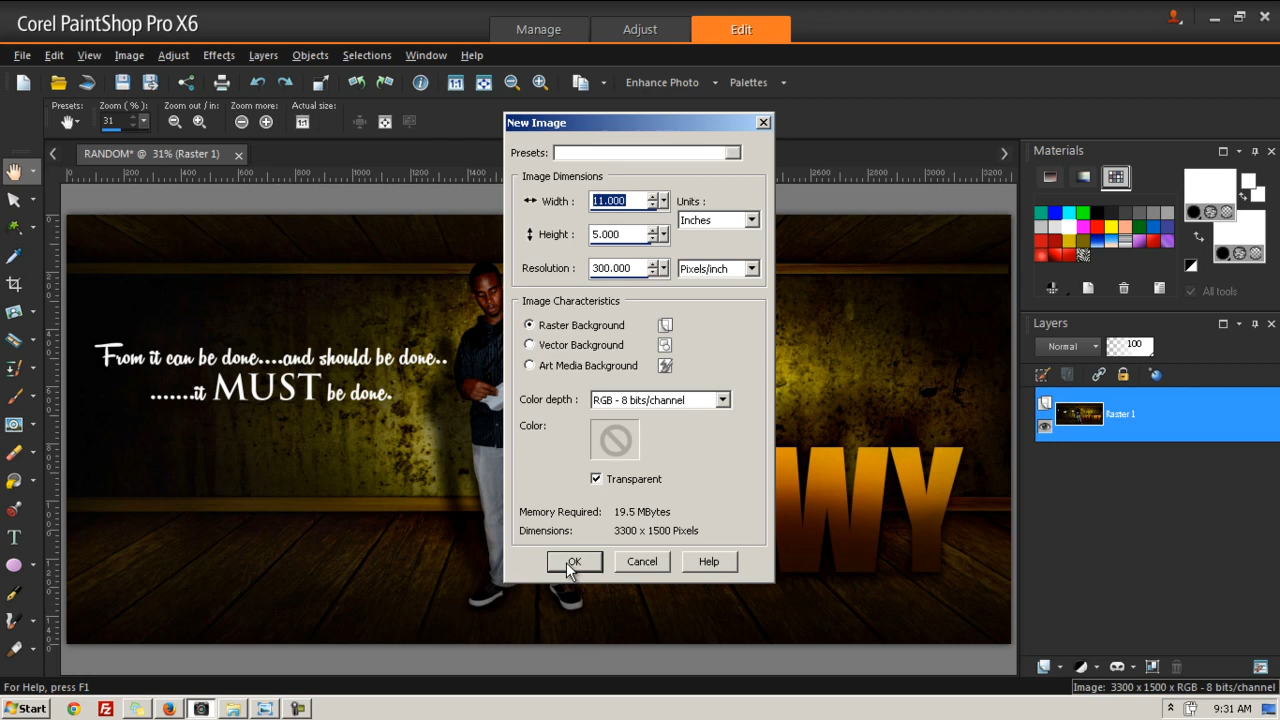 Corel PaintShop Pro X6
Manage
Adjust
Edit
File Edit View Image Adjust Effects Layers Objects Selections Window Help
Enhance Photo
Palettes
Presets: Zoom ( % ): Zoom out / in: Zoom more: Actual size:
31
RANDOM* @ 31% (Raster 1)
New Image
Presets:
Image Dimensions
Width : 11.000
Units :
Inches
Height : 5.000
Resolution : 300.000
Pixels/inch
Image Characteristics
Raster Background
Vector Background
Art Media Background
Color depth : RGB - 8 bits/channel
Color:
Transparent
Memory Required: 19.5 MBytes
Dimensions: 3300 x 1500 Pixels
OK
Cancel
Help
From it can be done....and should be done..
.......it MUST be done.
WY
Materials
All tools
Layers
Normal
100
Raster 1
For Help, press F1
Image: 3300 x 1500 x RGB - 8 bits/channel
Start
9:31 AM